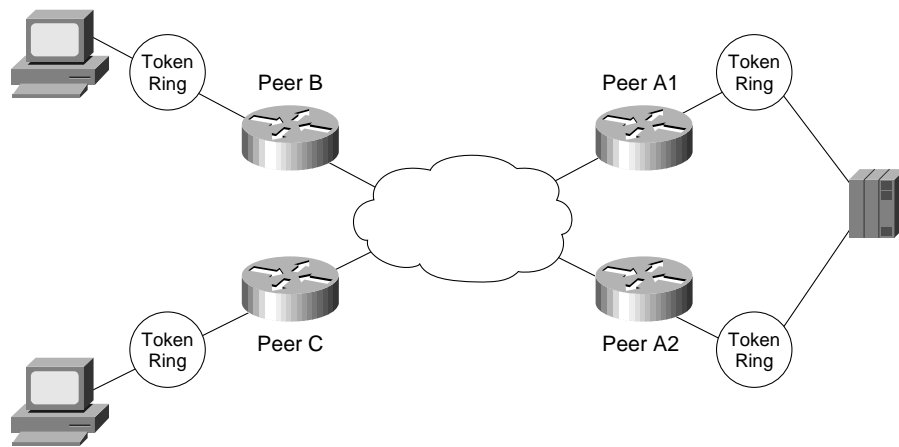 Token
Ring
Peer B
Peer A1
Token
Ring
Token
Ring
Peer C
Peer A2
Token
Ring